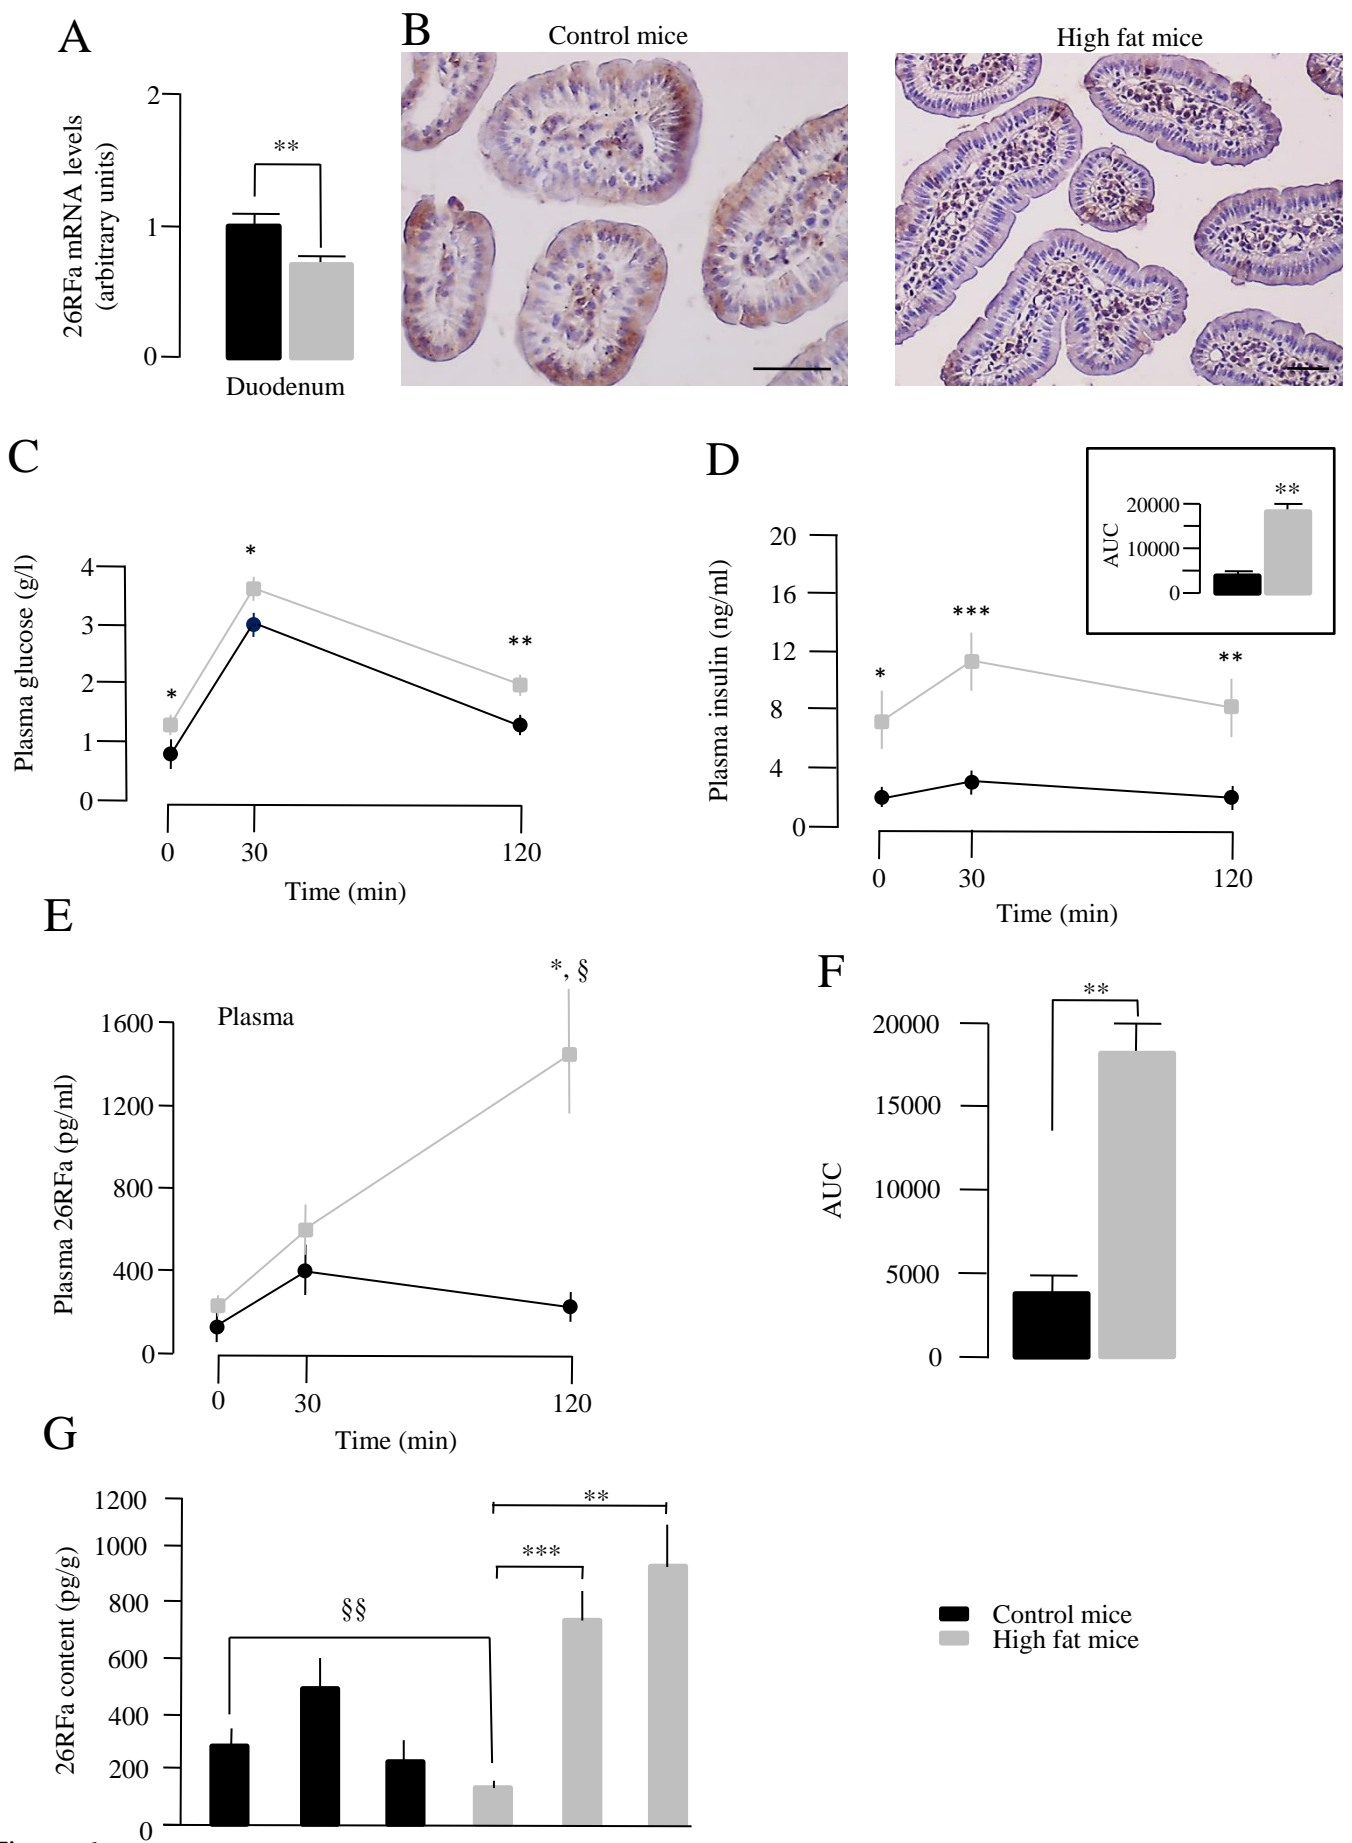 A
B
Control mice
High fat mice
26RFa mRNA levels
(arbitrary units)
2
1
0
**
Duodenum
C
Plasma glucose (g/l)
4
3
2
1
0
*
*
**
0
30
120
Time (min)
D
Plasma insulin (ng/ml)
20
16
12
8
4
0
*
***
**
0
30
120
Time (min)
AUC
20000
10000
0
**
E
Plasma
Plasma 26RFa (pg/ml)
1600
1200
800
400
0
*, §
0
30
120
Time (min)
F
AUC
20000
15000
10000
5000
0
**
G
26RFa content (pg/g)
1200
1000
800
600
400
200
0
§§
***
**
Control mice
High fat mice